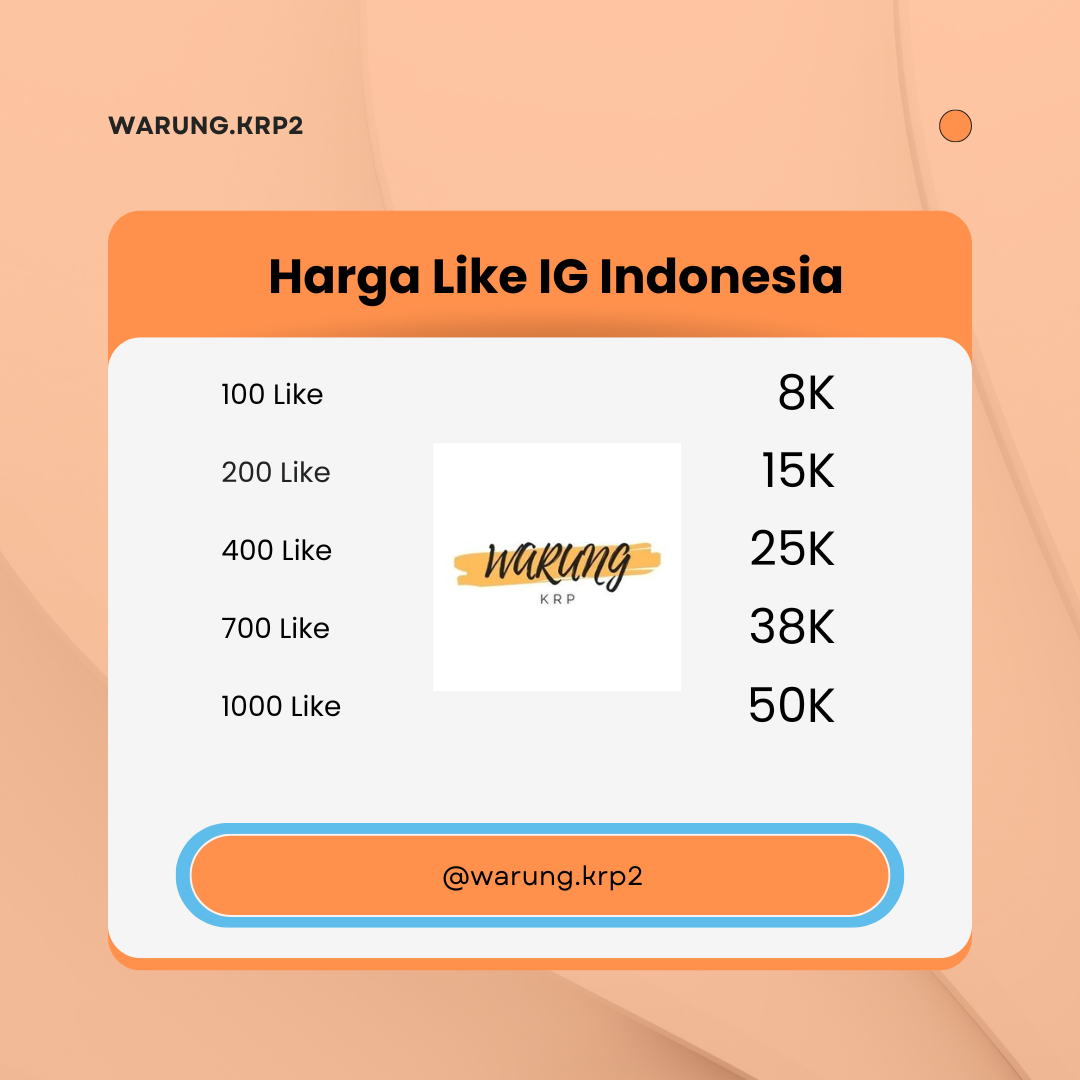 WARUNG.KRP2
Harga Like IG Indonesia
100 Like 8K
200 Like 15K
400 Like 25K
700 Like 38K
1000 Like 50K
WARUNG
KRP
@warung.krp2